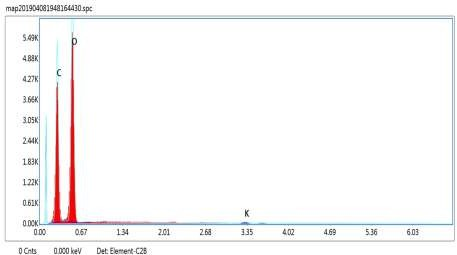 map201904081948164430.spc
5.49K
4.88K
4.27K
3.66K
3.05K
2.44K
1.83K
1.22K
0.61K
0.00K
C
O
K
0.00 0.67 1.34 2.01 2.68 3.35 4.02 4.69 5.36 6.03
0 Cnts 0.000 keV Det: Element-C2B